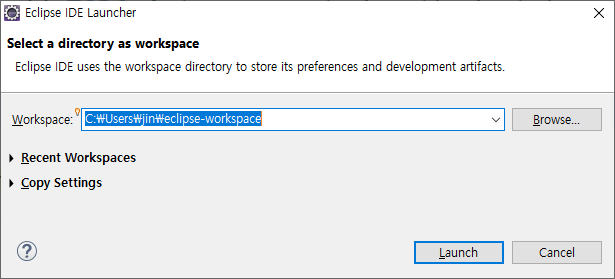 Eclipse IDE Launcher
Select a directory as workspace
Eclipse IDE uses the workspace directory to store its preferences and development artifacts.
Workspace: C:₩Users₩jin₩eclipse-workspace Browse...
Recent Workspaces
Copy Settings
? Launch Cancel